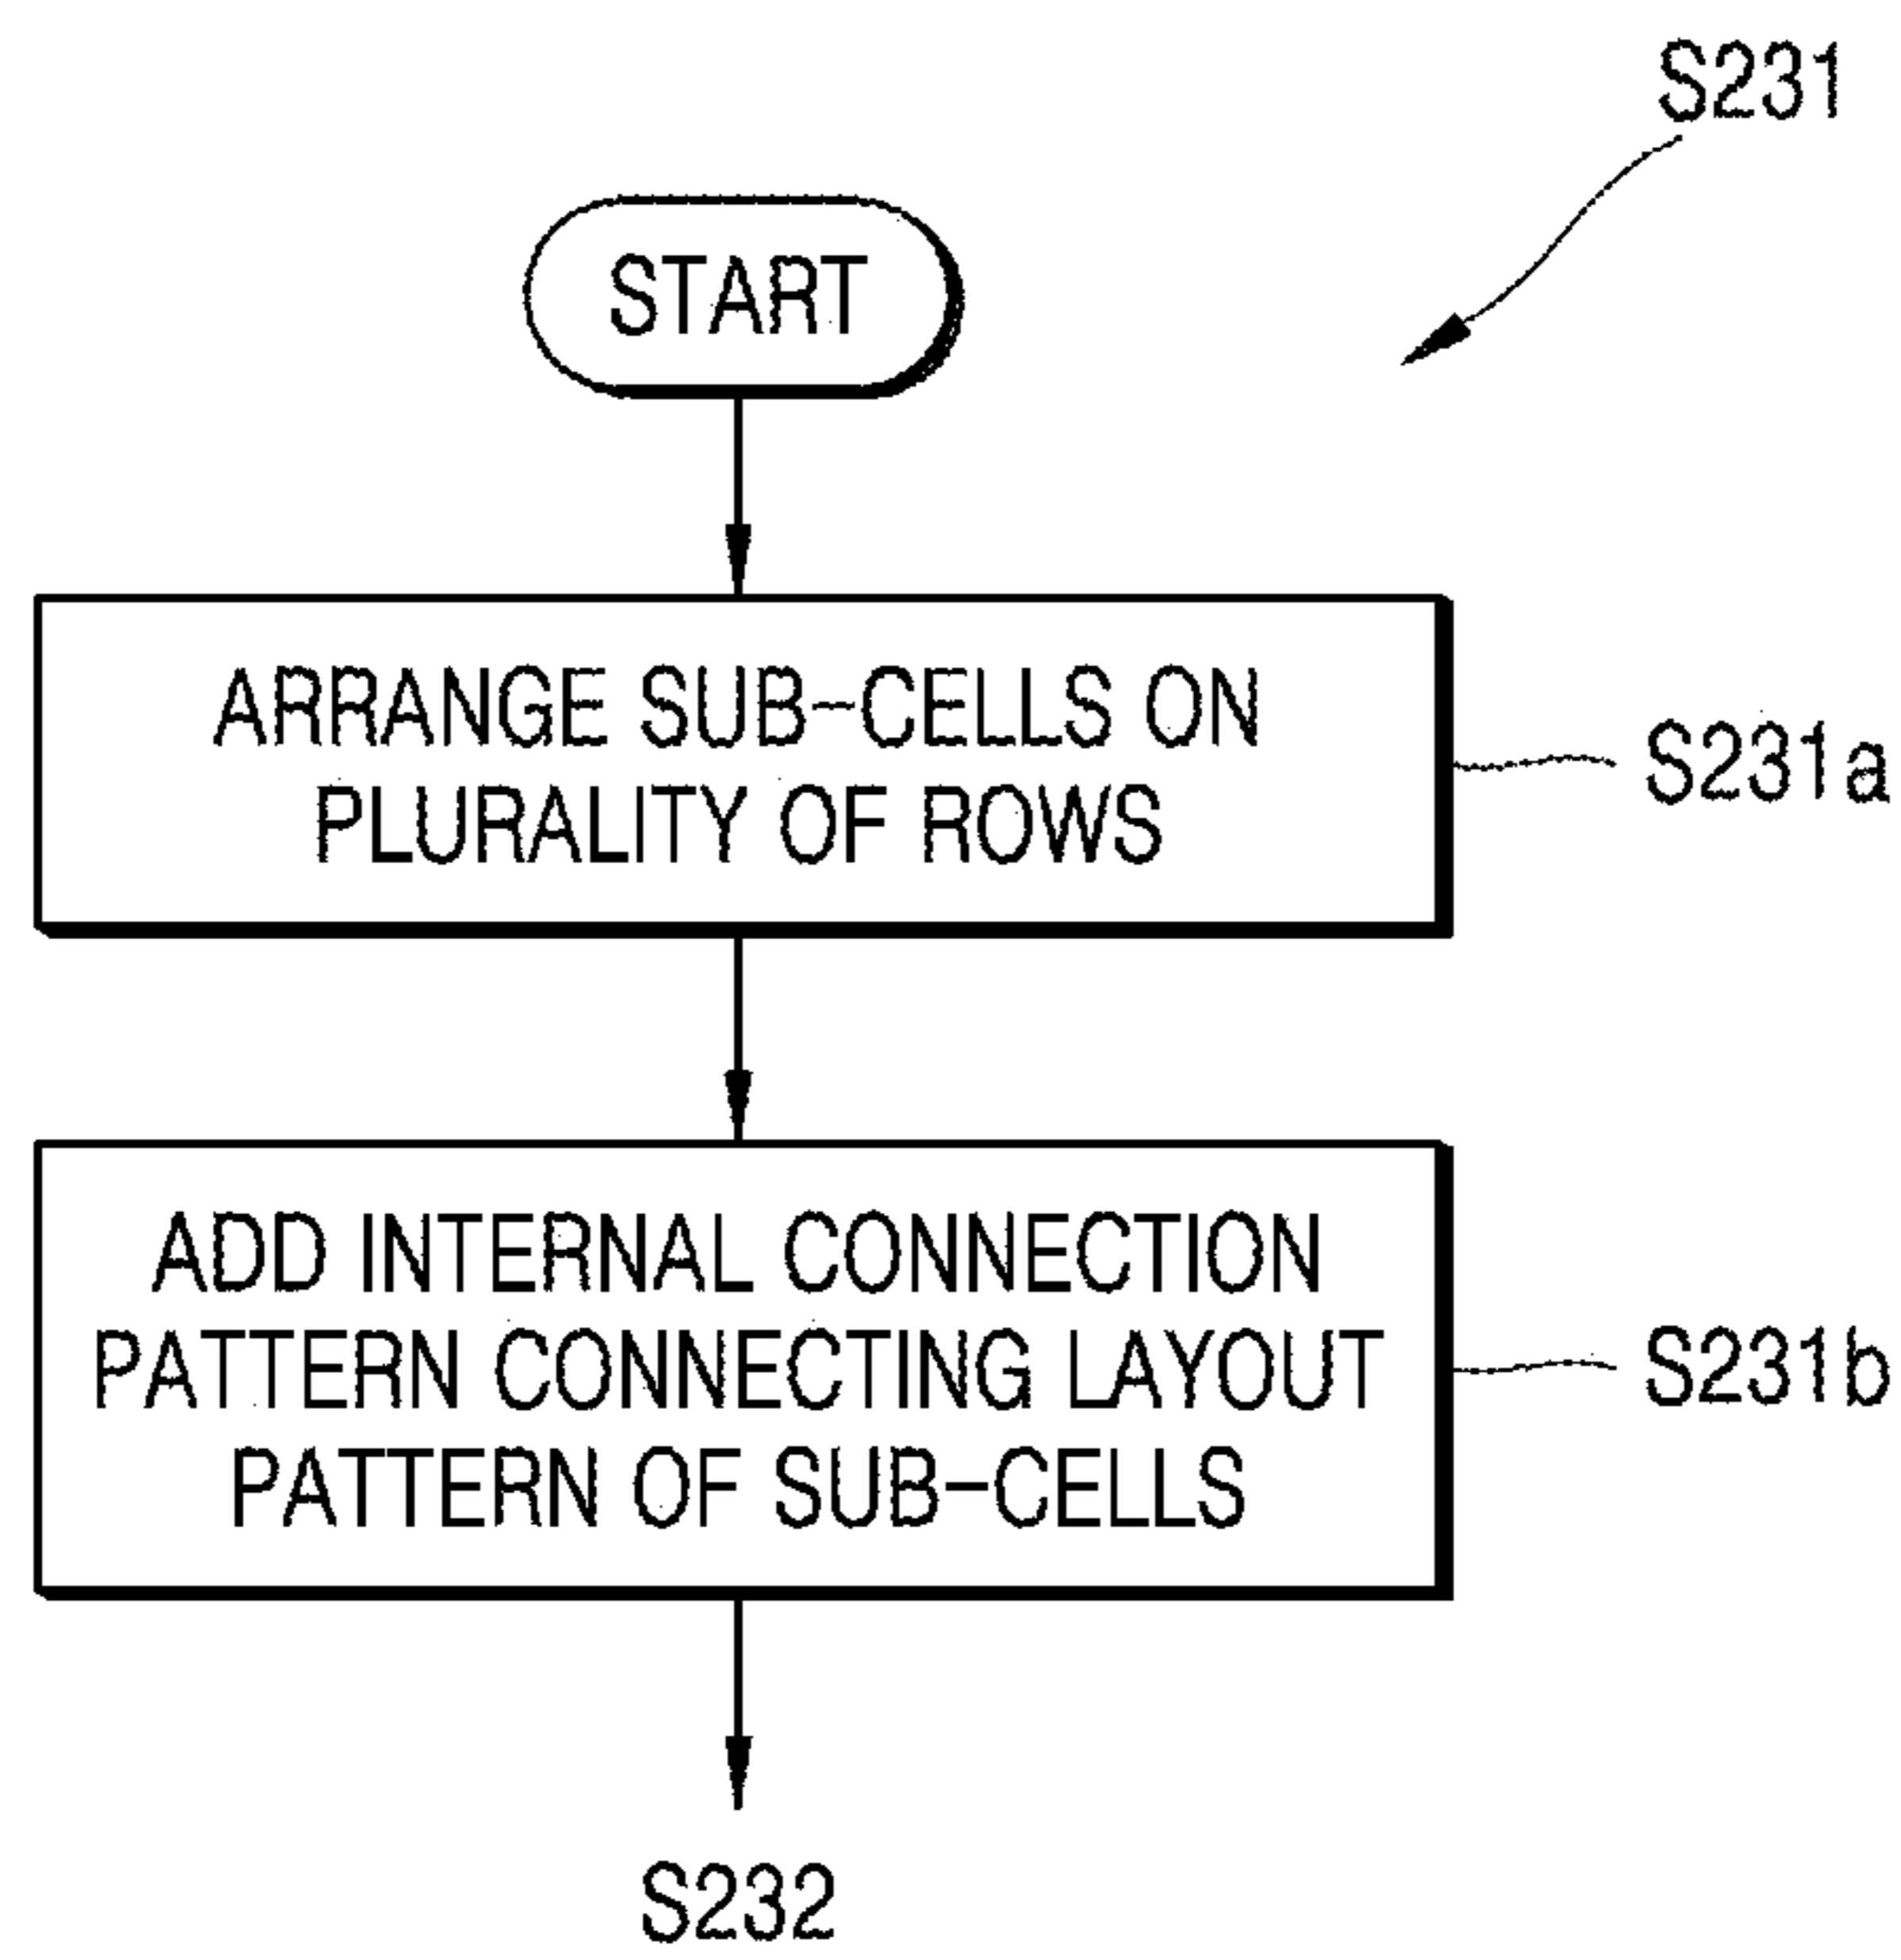 S231
START
ARRANGE SUB-CELLS ON
PLURALITY OF ROWS
S231a
ADD INTERNAL CONNECTION
PATTERN CONNECTING LAYOUT
PATTERN OF SUB-CELLS
S231b
S232